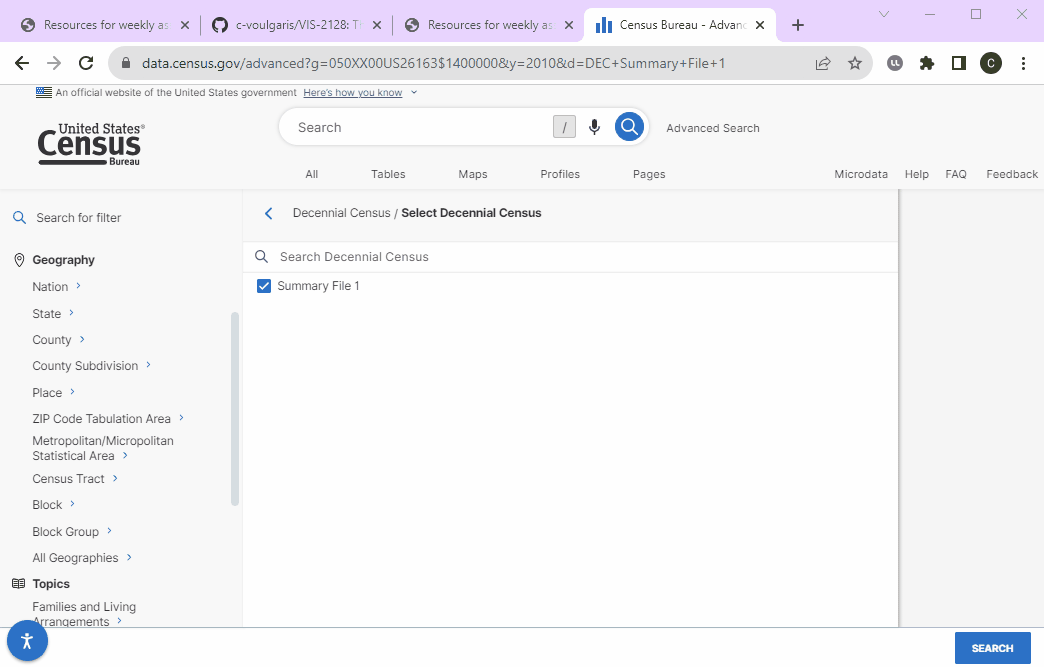 Resources for weekly as
c-voulgaris/VIS-2128:
Resources for weekly as
Census Bureau - Advanc
data.census.gov/advanced?g=050XX00US26163$1400000&y=2010&d=DEC+Summary+File+1
C
An official website of the United States government Here's how you know
United States®
Census
Bureau
Search
/
Advanced Search
All Tables Maps Profiles Pages Microdata Help FAQ Feedback
Search for filter
Decennial Census / Select Decennial Census
Search Decennial Census
Summary File 1
Geography
Nation
State
County
County Subdivision
Place
ZIP Code Tabulation Area
Metropolitan/Micropolitan
Statistical Area
Census Tract
Block
Block Group
All Geographies
Topics
Families and Living
Arrangements
SEARCH